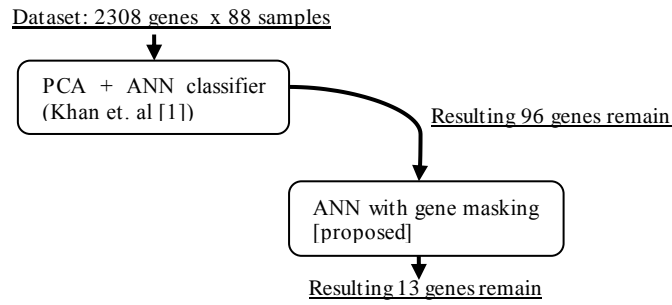 Dataset: 2308 genes x 88 samples
PCA + ANN classifier
(Khan et. al [1])
Resulting 96 genes remain
ANN with gene masking
[proposed]
Resulting 13 genes remain